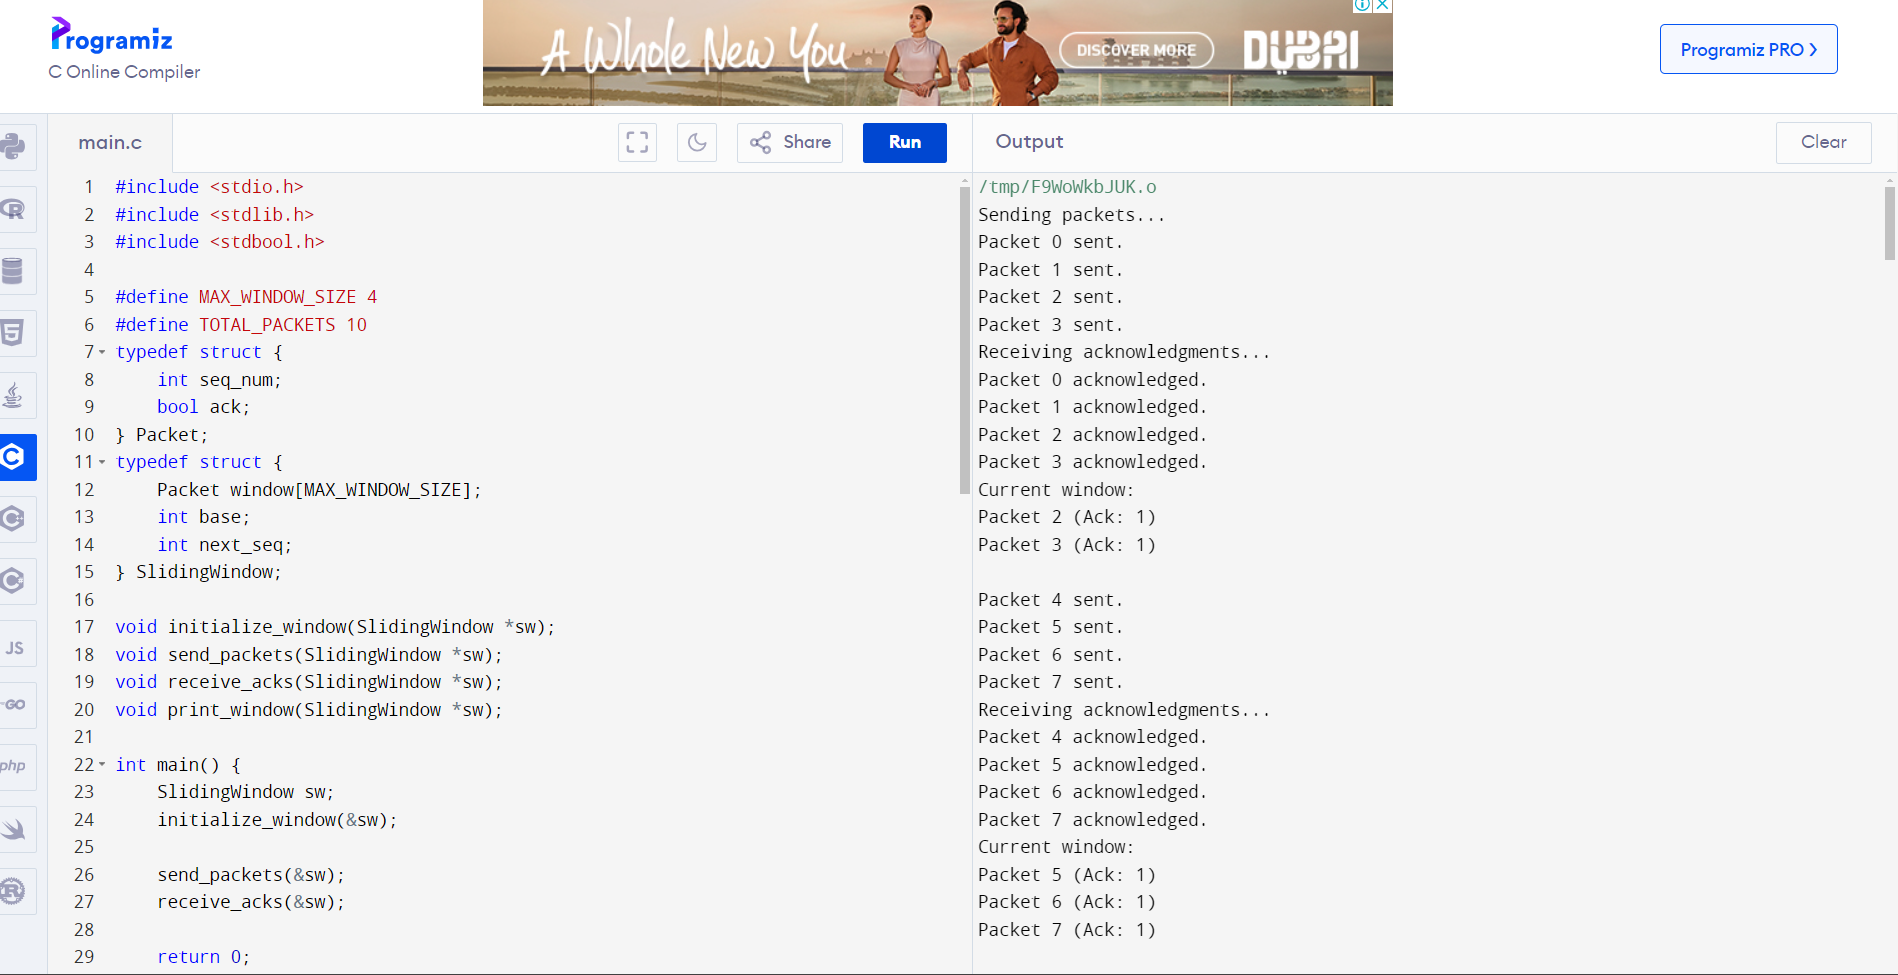 Programiz
C Online Compiler
A Whole New You
DISCOVER MORE
DUBAI
Programiz PRO
main.c
Share
Run
Output
Clear
1 #include <stdio.h>
2 #include <stdlib.h>
3 #include <stdbool.h>
4
5 #define MAX_WINDOW_SIZE 4
6 #define TOTAL_PACKETS 10
7 typedef struct {
8 int seq_num;
9 bool ack;
10 } Packet;
11 typedef struct {
12 Packet window[MAX_WINDOW_SIZE];
13 int base;
14 int next_seq;
15 } SlidingWindow;
16
17 void initialize_window(SlidingWindow *sw);
18 void send_packets(SlidingWindow *sw);
19 void receive_acks(SlidingWindow *sw);
20 void print_window(SlidingWindow *sw);
21
22 int main() {
23 SlidingWindow sw;
24 initialize_window(&sw);
25
26 send_packets(&sw);
27 receive_acks(&sw);
28
29 return 0;
/tmp/F9WoWkbJUK.o
Sending packets...
Packet 0 sent.
Packet 1 sent.
Packet 2 sent.
Packet 3 sent.
Receiving acknowledgments...
Packet 0 acknowledged.
Packet 1 acknowledged.
Packet 2 acknowledged.
Packet 3 acknowledged.
Current window:
Packet 2 (Ack: 1)
Packet 3 (Ack: 1)
Packet 4 sent.
Packet 5 sent.
Packet 6 sent.
Packet 7 sent.
Receiving acknowledgments...
Packet 4 acknowledged.
Packet 5 acknowledged.
Packet 6 acknowledged.
Packet 7 acknowledged.
Current window:
Packet 5 (Ack: 1)
Packet 6 (Ack: 1)
Packet 7 (Ack: 1)
R
5
C
C
C
JS
GO
php
R